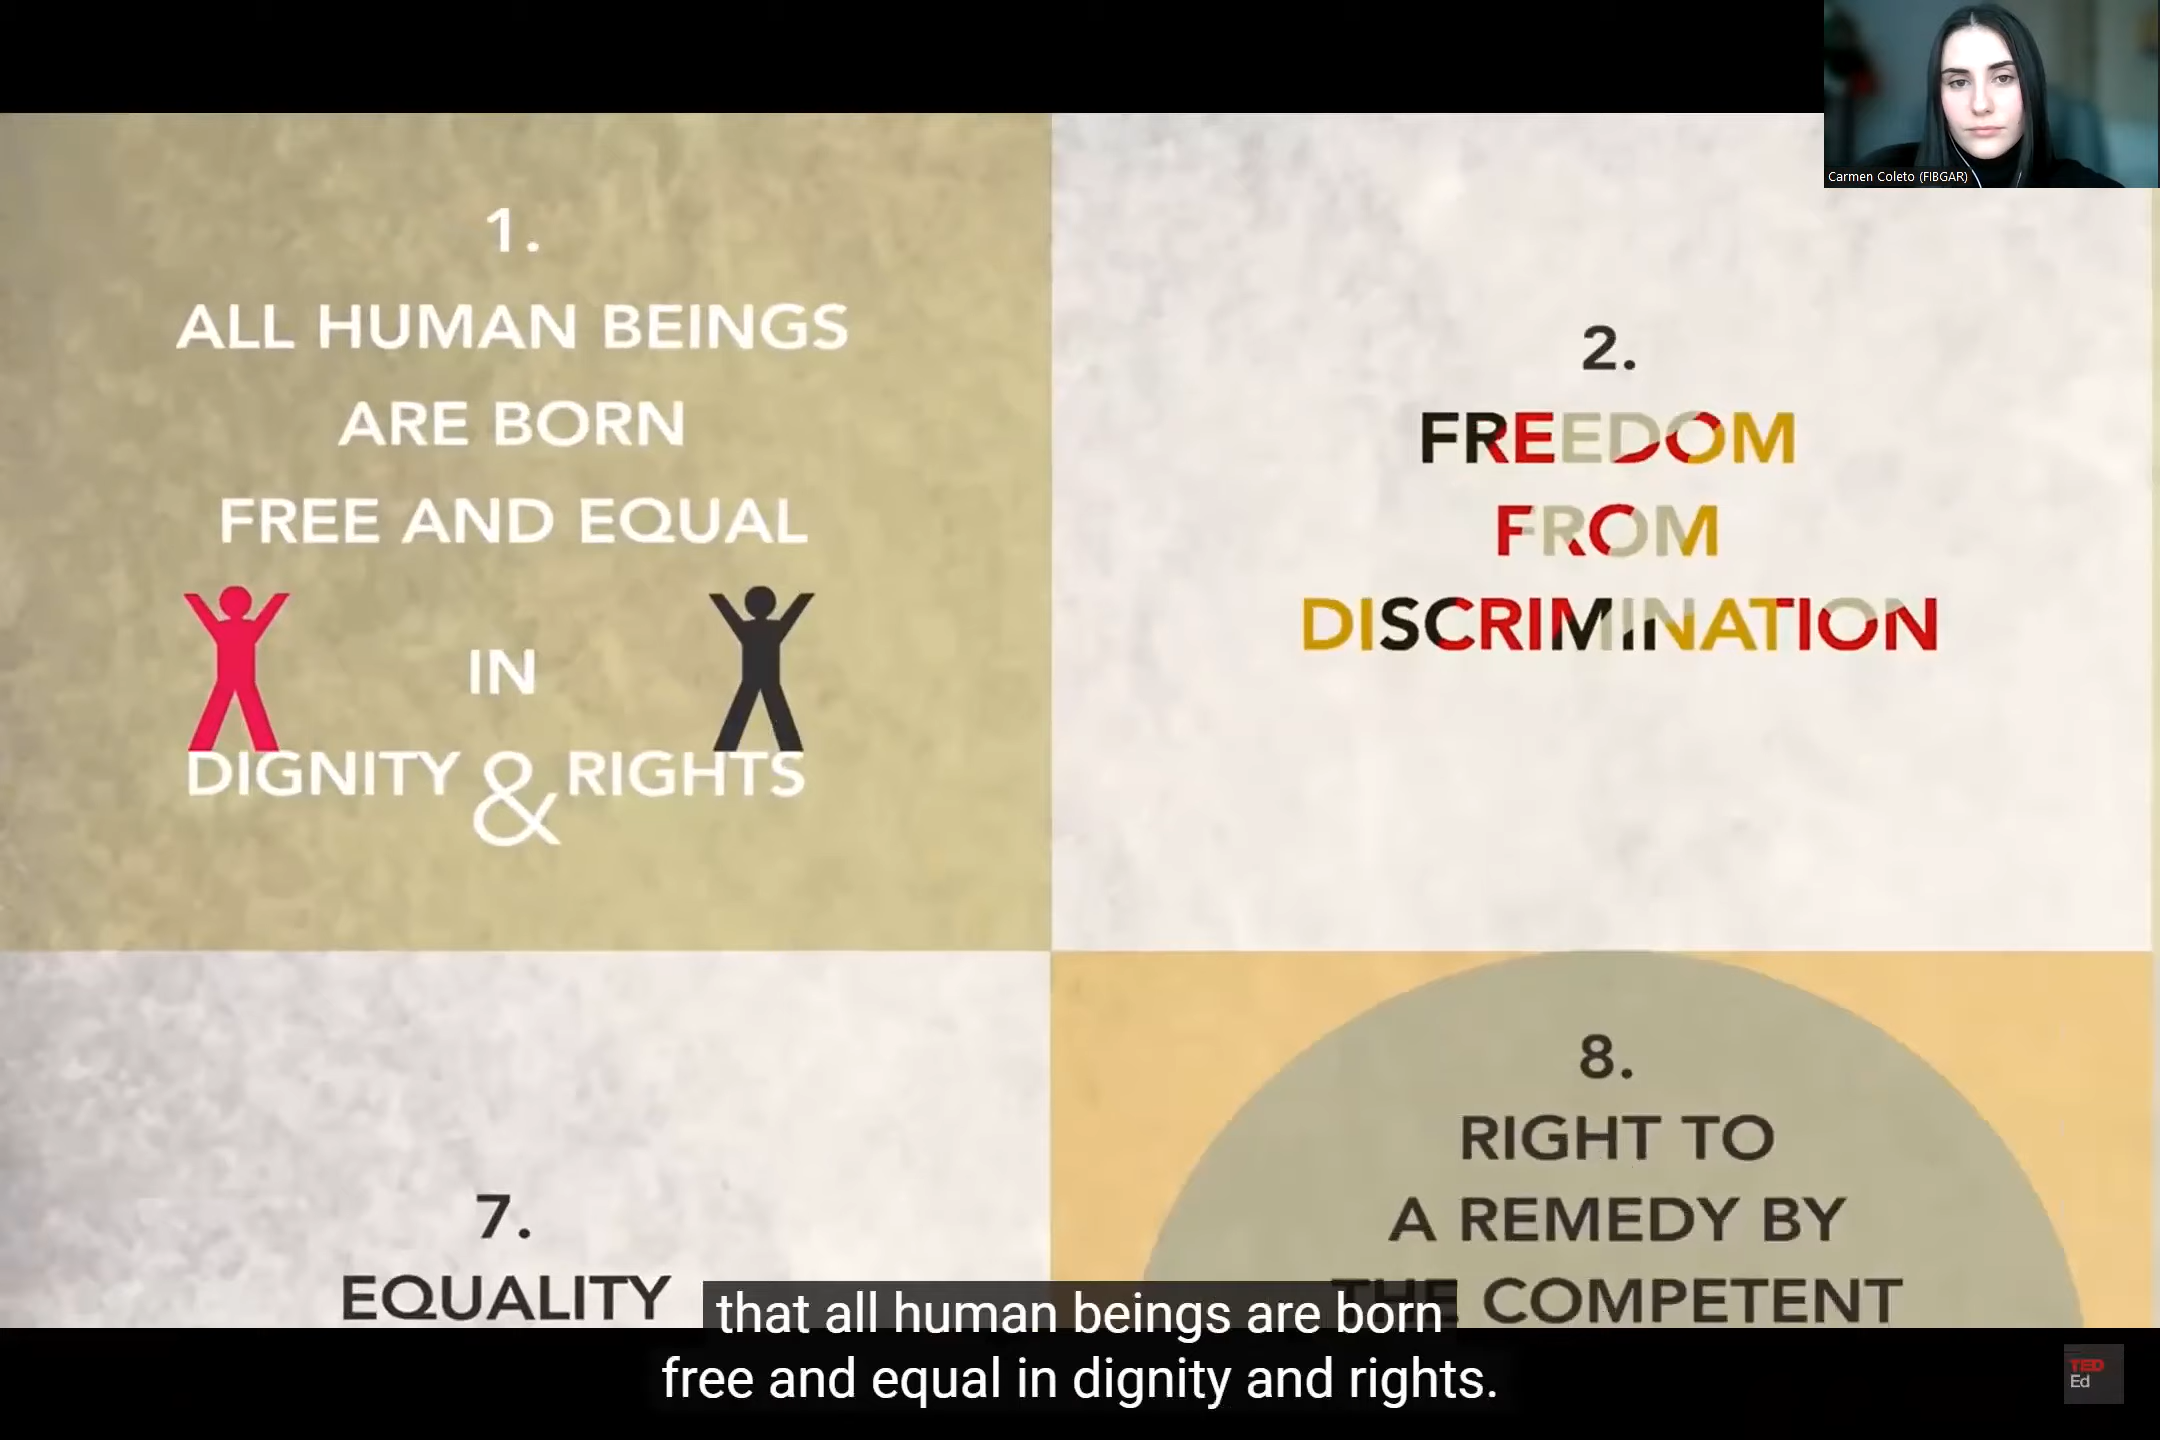 Carmen Coleto (FIBGAR)
1.
ALL HUMAN BEINGS
ARE BORN
FREE AND EQUAL
IN
DIGNITY & RIGHTS
2.
FREEDOM
FROM
DISCRIMINATION
7.
EQUALITY
8.
RIGHT TO
A REMEDY BY
THE COMPETENT
that all human beings are born
free and equal in dignity and rights.
TED
Ed